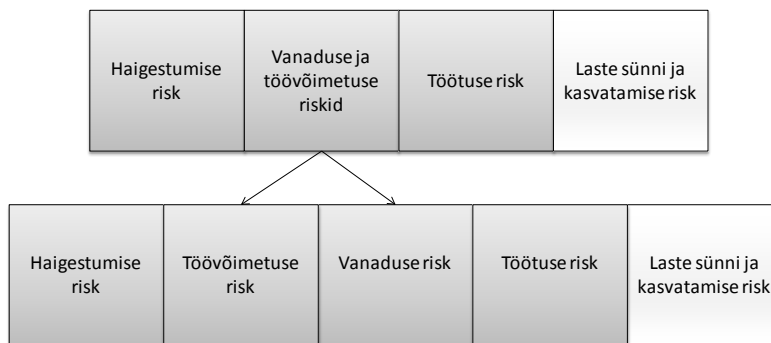 Haigestumise
risk
Vanaduse ja
töövõimetuse
riskid
Töötuse risk
Laste sünni ja
kasvatamise risk
Haigestumise
risk
Töövõimetuse
risk
Vanaduse risk
Töötuse risk
Laste sünni ja
kasvatamise risk